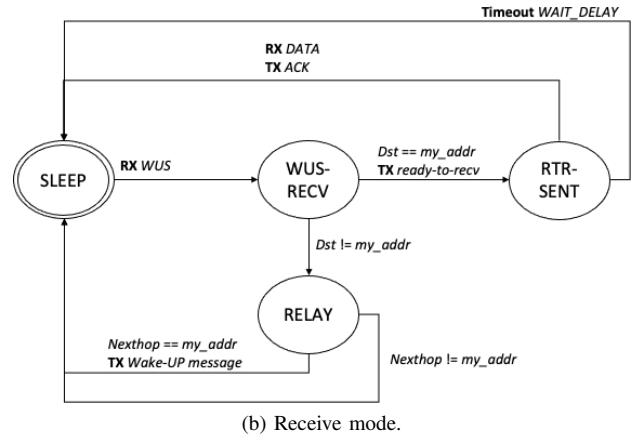 Timeout WAIT_DELAY
RX DATA
TX ACK
SLEEP
RX WUS
WUS-
RECV
Dst == my_addr
TX ready-to-recv
RTR-
SENT
Dst != my_addr
RELAY
Nexthop == my_addr
TX Wake-UP message
Nexthop != my_addr
(b) Receive mode.